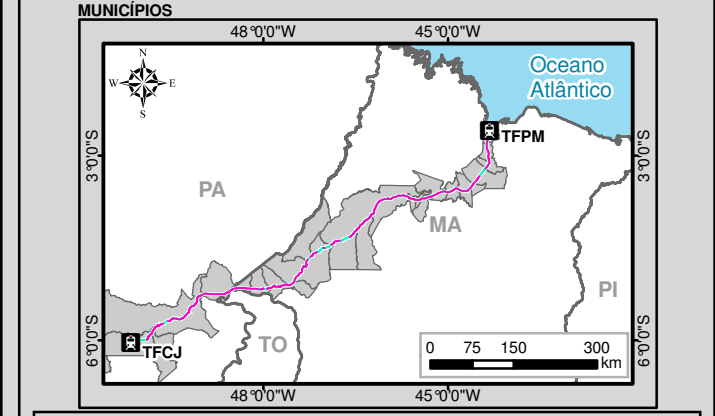 MUNICÍPIOS
48°0'0"W 45°0'0"W
N
W E
S
Oceano
Atlântico
TFPM
3°0'0"S 3°0'0"S
PA
MA
PI
TO
TFCJ
6°0'0"S 6°0'0"S
0 75 150 300
km
48°0'0"W 45°0'0"W